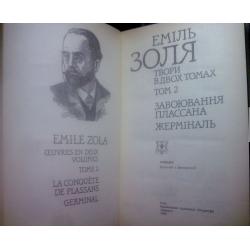 EMILE ZOLA
ŒUVRES EN DEUX
VOLUMES
TOME 2
LA CONQUÊTE
DE PLASSANS
GERMINAL
ЕМІЛЬ
ЗОЛЯ
ТВОРИ
В ДВОХ ТОМАХ
ТОМ 2
ЗАВОЮВАННЯ
ПЛАССАНА
ЖЕРМІНАЛЬ